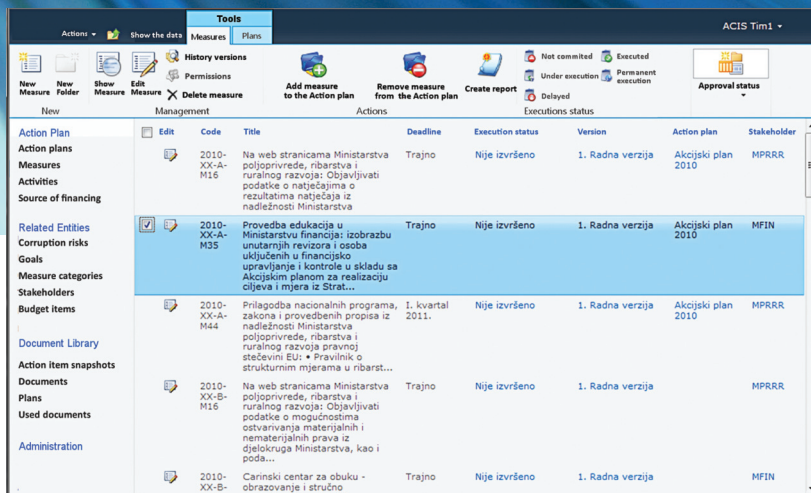 Tools
Actions
Show the data
Measures
Plans
ACIS Tim1
New Measure
New Folder
Show Measure
Edit Measure
History versions
Permissions
Delete measure
Add measure to the Action plan
Remove measure from the Action plan
Create report
Not commited
Under execution
Delayed
Executed
Permanent execution
Approval status
New
Management
Actions
Executions status
Action Plan
Action plans
Measures
Activities
Source of financing
Related Entities
Corruption risks
Goals
Measure categories
Stakeholders
Budget items
Document Library
Action item snapshots
Documents
Plans
Used documents
Administration
Edit Code Title Deadline Execution status Version Action plan Stakeholder
2010-XX-A-M16
Na web stranicama Ministarstva
poljoprivrede, ribarstva i
ruralnog razvoja: Objavljivati
podatke o natječajima o
rezultatima natječaja iz
nadležnosti Ministarstva
Trajno
Nije izvršeno
1. Radna verzija
Akcijski plan 2010
MPRRR
2010-XX-A-M35
Provedba edukacija u
Ministarstvu financija: izobrazbu
unutarnjih revizora i osoba
uključenih u financijsko
upravljanje i kontrole u skladu sa
Akcijskim planom za realizaciju
ciljeva i mjera iz Strat...
Trajno
Nije izvršeno
1. Radna verzija
Akcijski plan 2010
MFIN
2010-XX-A-M44
Prilagodba nacionalnih programa,
zakona i provedbenih propisa iz
nadležnosti Ministarstva
poljoprivrede, ribarstva i
ruralnog razvoja pravnoj
stečevini EU: • Pravilnik o
strukturnim mjerama u ribarst...
I. kvartal 2011.
Nije izvršeno
1. Radna verzija
Akcijski plan 2010
MPRRR
2010-XX-B-M16
Na web stranicama Ministarstva
poljoprivrede, ribarstva i
ruralnog razvoja: Objavljivati
podatke o mogućnostima
ostvarivanja materijalnih i
nematerijalnih prava iz
djelokruga Ministarstva, kao i
poda...
Trajno
Nije izvršeno
1. Radna verzija
MPRRR
2010-XX-B-
Carinski centar za obuku -
obrazovanje i stručno
Trajno
Nije izvršeno
1. Radna verzija
MFIN